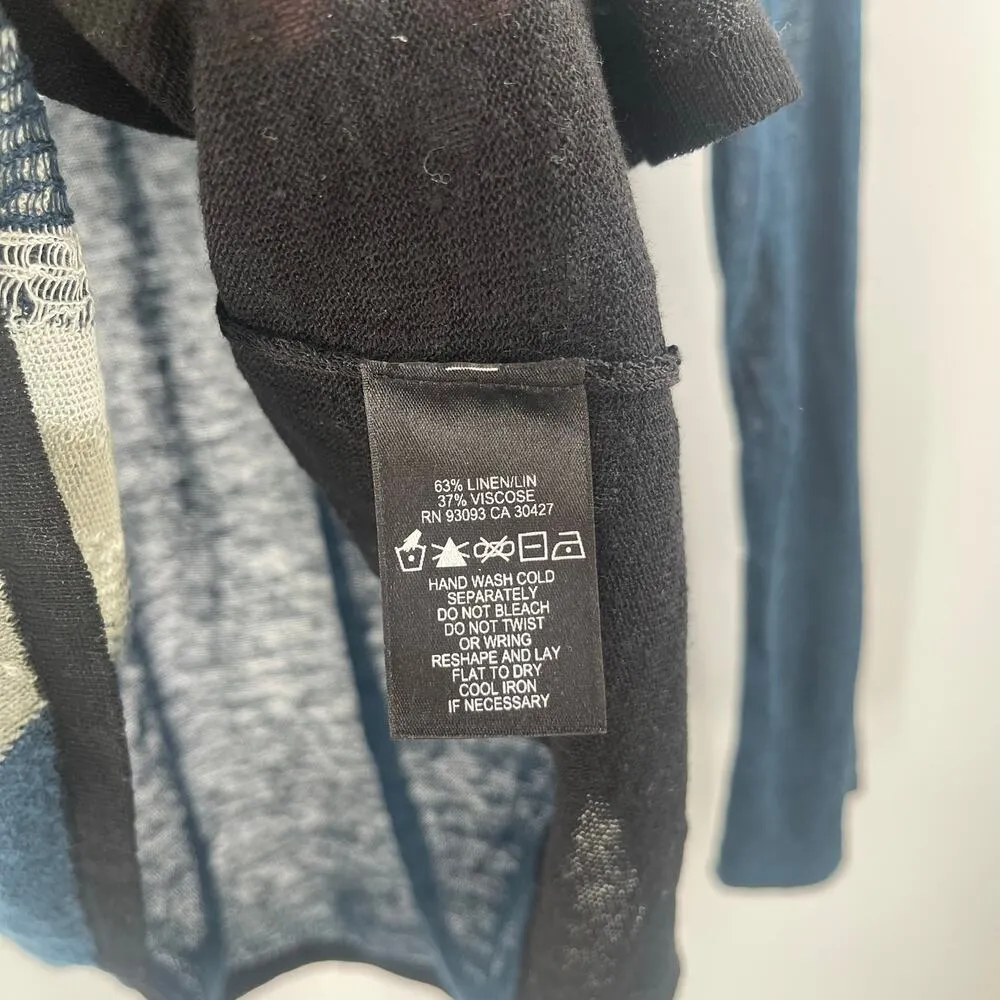 63% LINEN/LIN
37% VISCOSE
RN 93093 CA 30427
HAND WASH COLD
SEPARATELY
DO NOT BLEACH
DO NOT TWIST
OR WRING
RESHAPE AND LAY
FLAT TO DRY
COOL IRON
IF NECESSARY